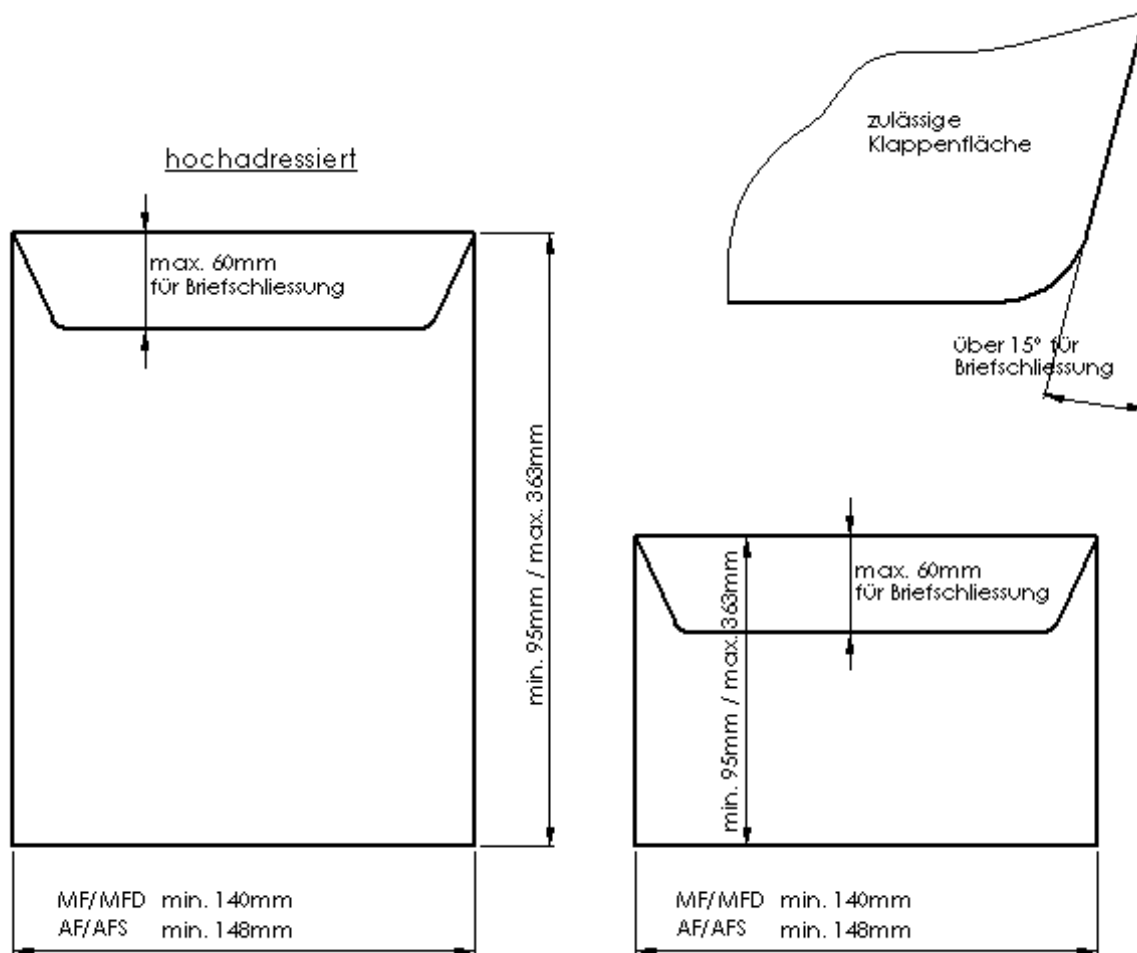 hochadressiert
max. 60mm
für Briefschliessung
min. 95mm / max. 363mm
MF/MFD min. 140mm
AF/AFS min. 148mm
zulässige
Klappenfläche
über 15° für
Briefschliessung
max. 60mm
für Briefschliessung
min. 95mm / max. 363mm
MF/MFD min. 140mm
AF/AFS min. 148mm